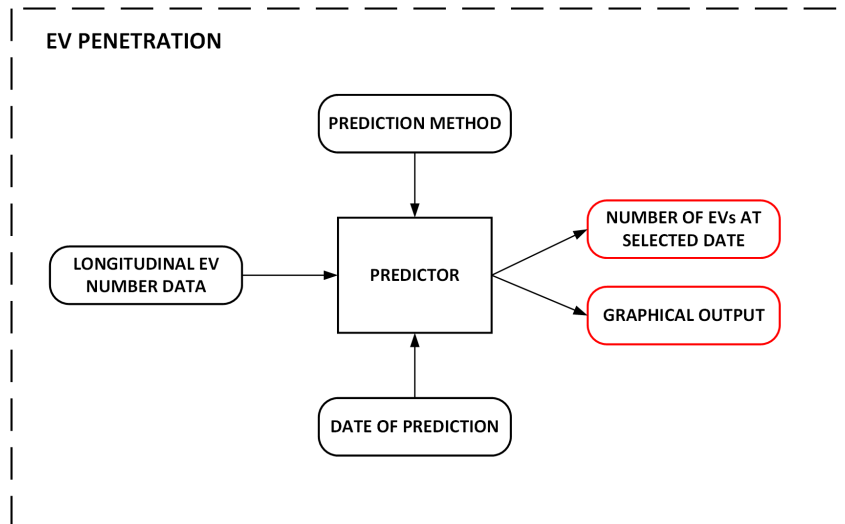 EV PENETRATION
PREDICTION METHOD
LONGITUDINAL EV
NUMBER DATA
PREDICTOR
NUMBER OF EVs AT
SELECTED DATE
GRAPHICAL OUTPUT
DATE OF PREDICTION